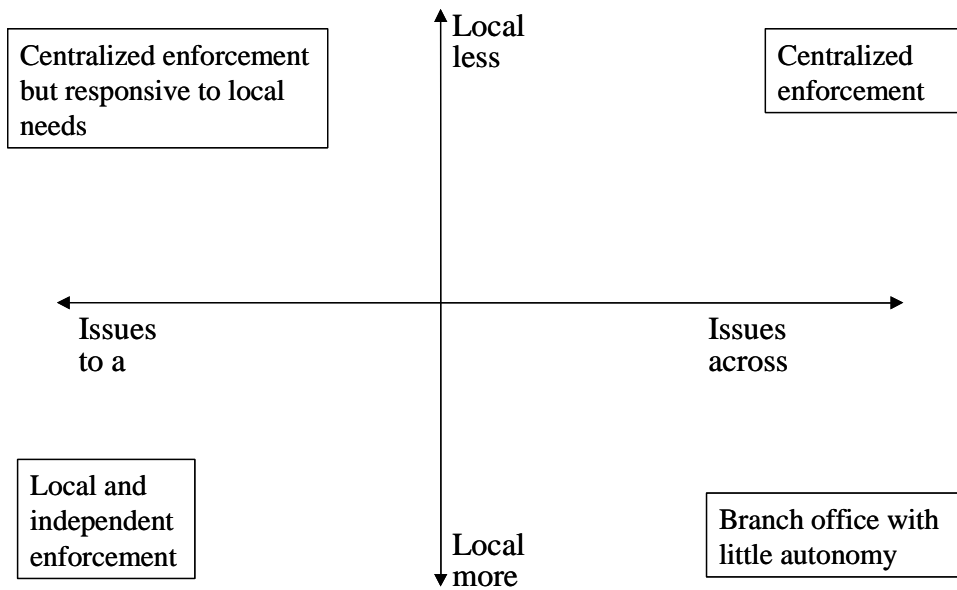 Centralized enforcement
but responsive to local
needs
Local
less
Centralized
enforcement
Issues
to a
Issues
across
Local and
independent
enforcement
Local
more
Branch office with
little autonomy